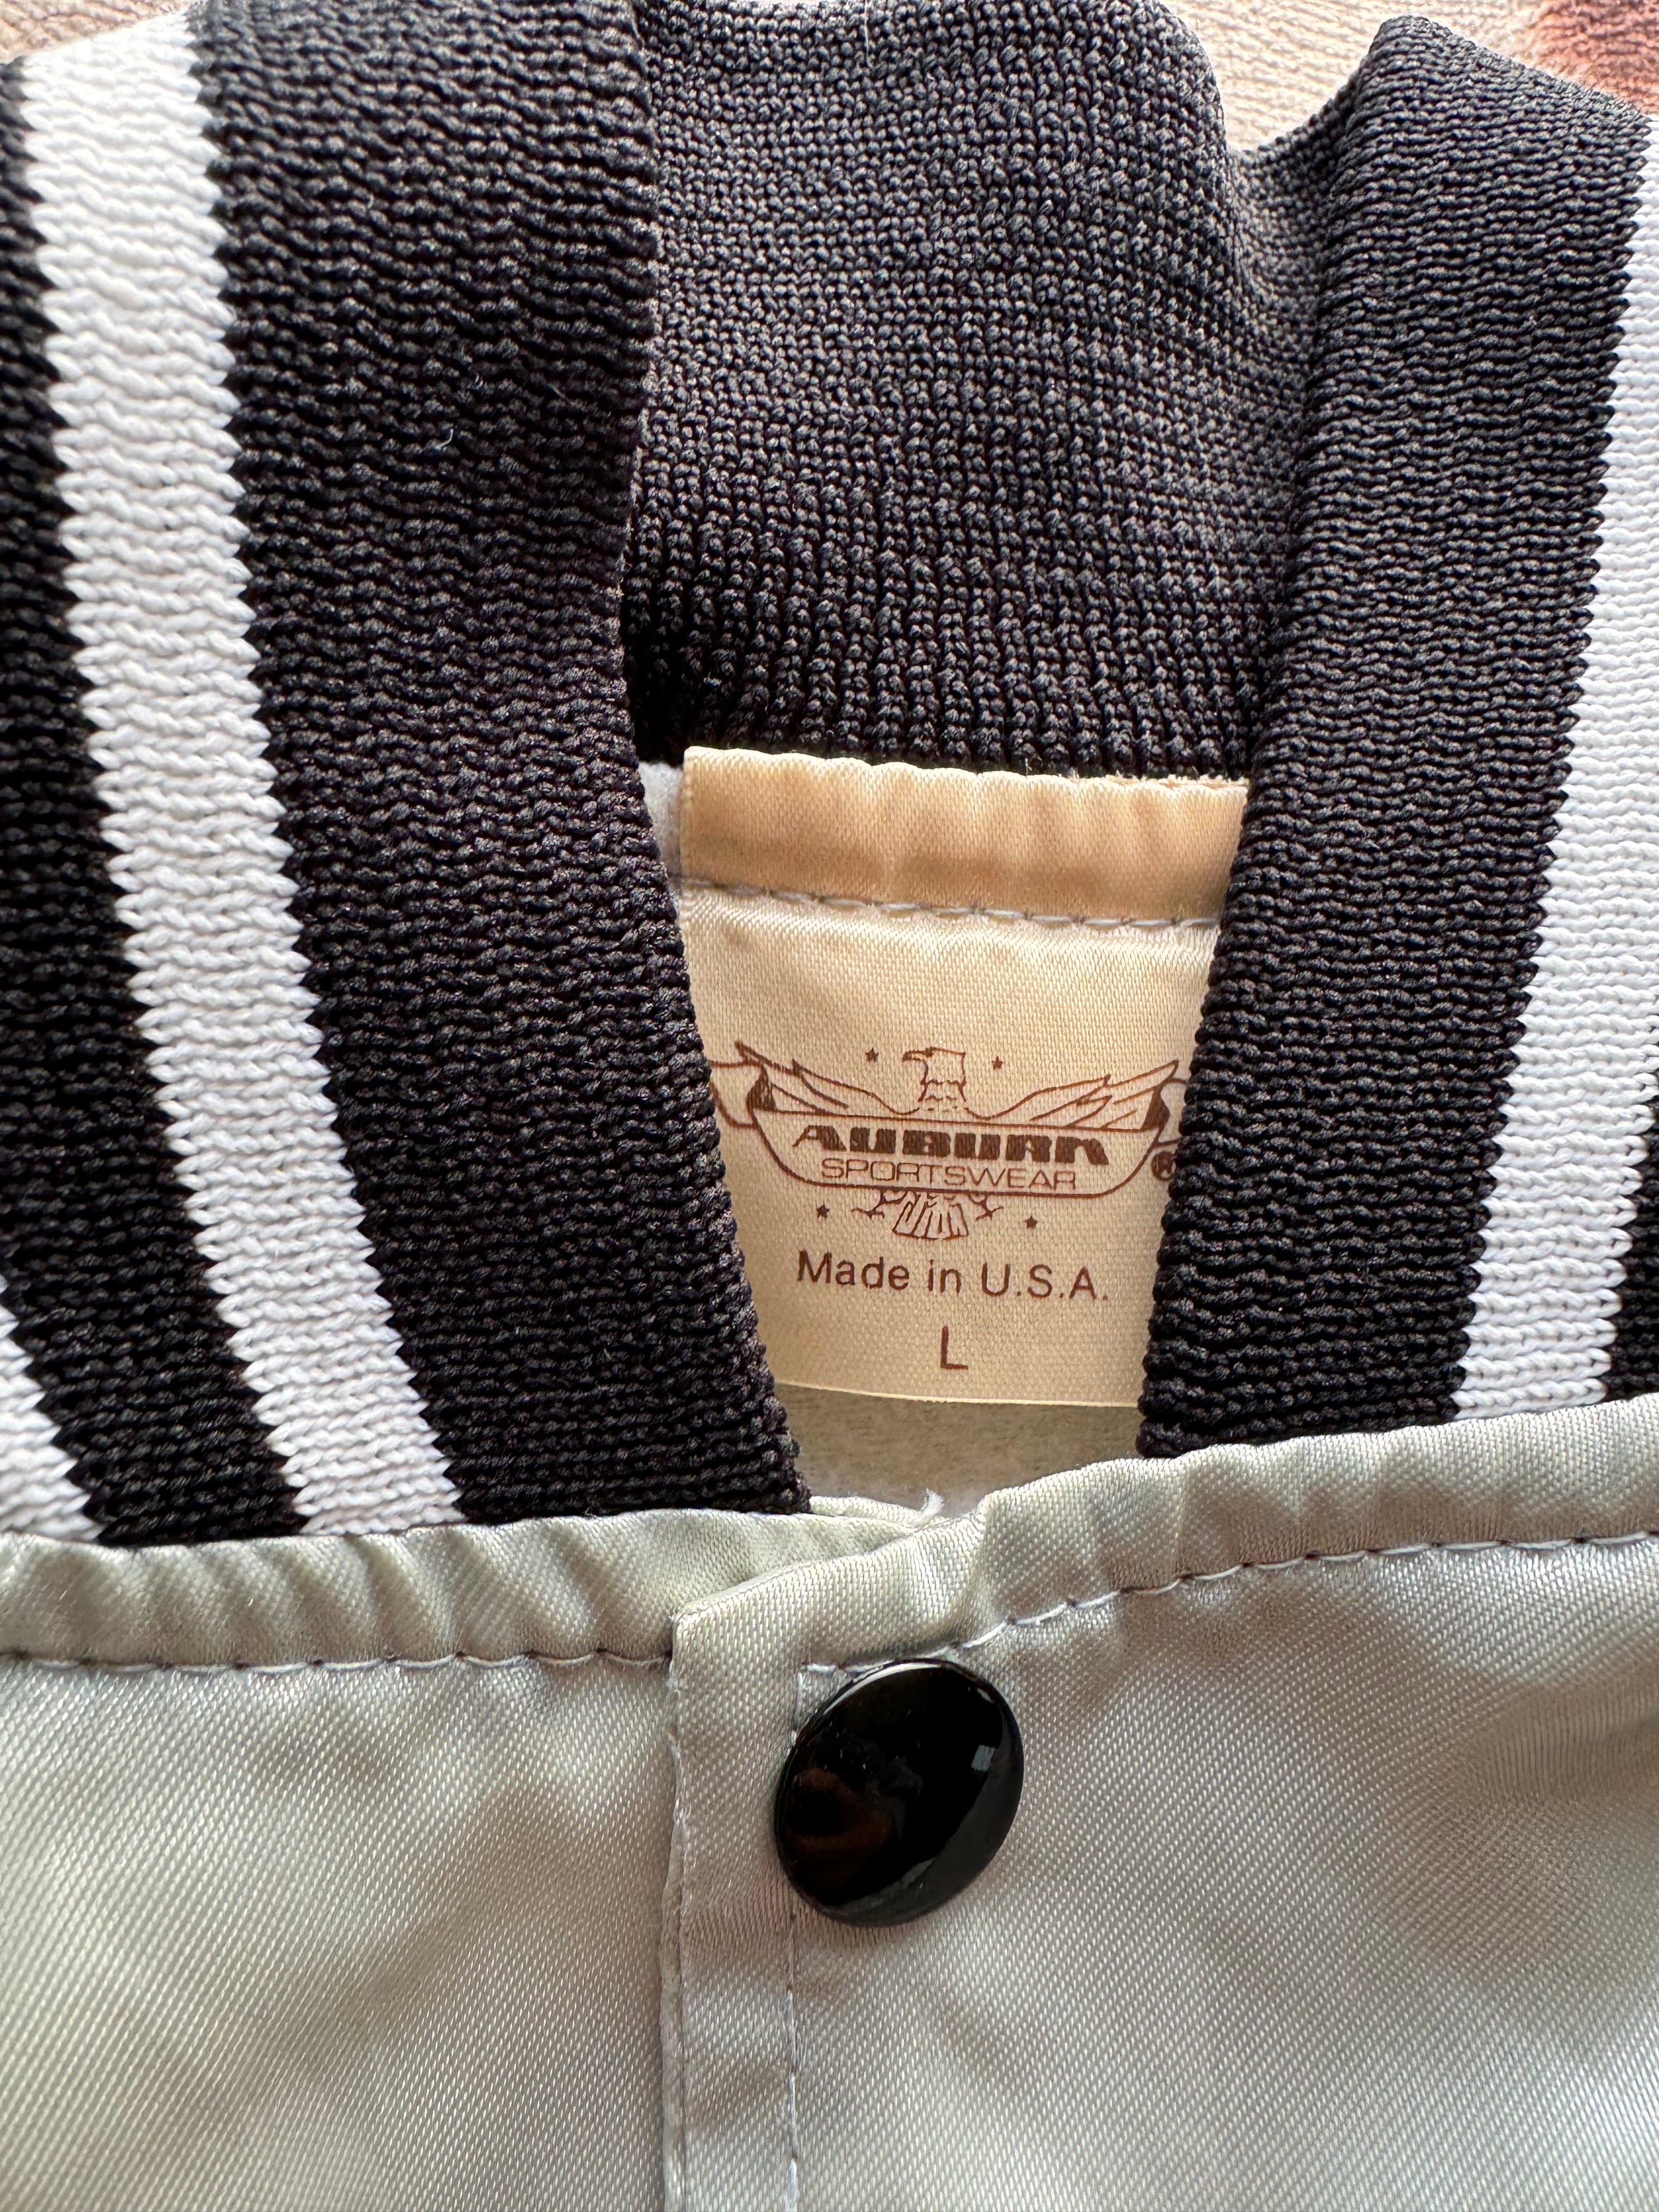 AUBURN
SPORTSWEAR
®
Made in U.S.A.
L